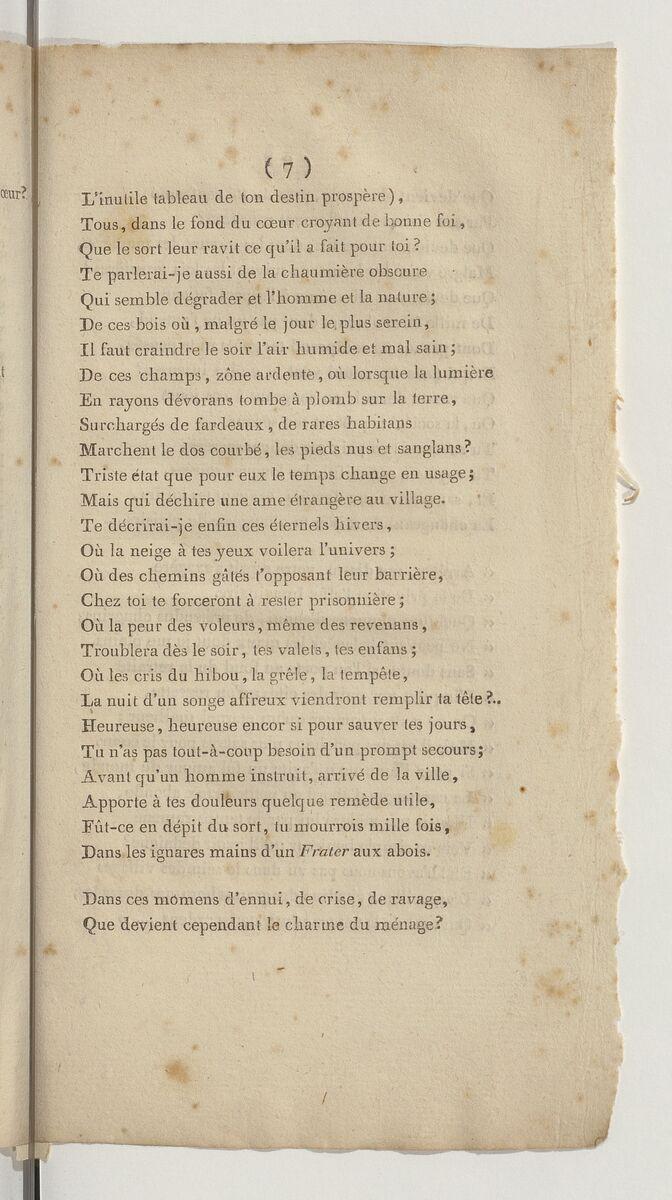 ( 7 )
L'inutile tableau de ton destin prospère),
Tous, dans le fond du cœur croyant de bonne foi,
Que le sort leur ravit ce qu'il a fait pour toi?
Te parlerai-je aussi de la chaumière obscure
Qui semble dégrader et l'homme et la nature;
De ces bois où, malgré le jour le plus serein,
Il faut craindre le soir l'air humide et mal sain;
De ces champs, zône ardente, où lorsque la lumière
En rayons dévorans tombe à plomb sur la terre,
Surchargés de fardeaux, de rares habitans
Marchent le dos courbé, les pieds nus et sanglans?
Triste état que pour eux le temps change en usage;
Mais qui déchire une ame étrangère au village.
Te décrirai-je enfin ces éternels hivers,
Où la neige à tes yeux voilera l'univers;
Où des chemins gâtés t'opposant leur barrière,
Chez toi te forceront à rester prisonnière;
Où la peur des voleurs, même des revenans,
Troublera dès le soir, tes valets, tes enfans;
Où les cris du hibou, la grêle, la tempête,
La nuit d'un songe affreux viendront remplir ta tête?..
Heureuse, heureuse encor si pour sauver tes jours,
Tu n'as pas tout-à-coup besoin d'un prompt secours;
Avant qu'un homme instruit, arrivé de la ville,
Apporte à tes douleurs quelque remède utile,
Fût-ce en dépit du sort, tu mourrois mille fois,
Dans les ignares mains d'un Frater aux abois.
Dans ces momens d'ennui, de crise, de ravage,
Que devient cependant le charme du ménage?